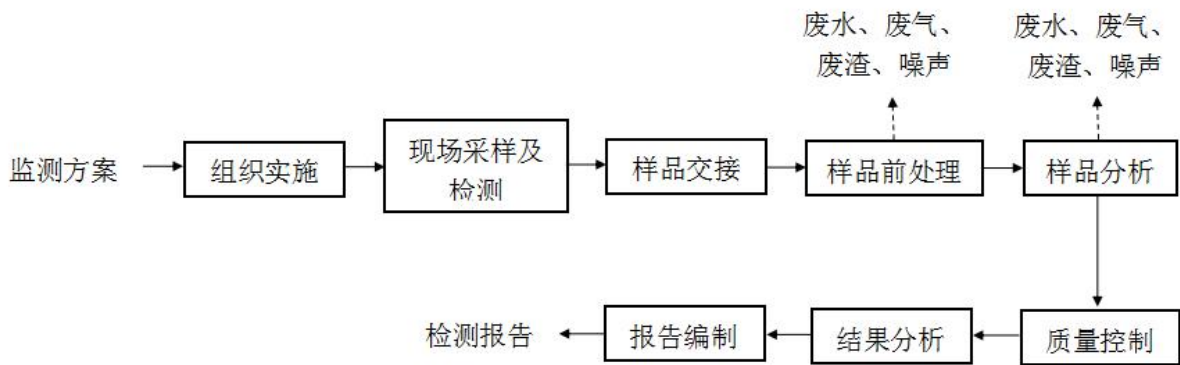 废水、废气、
废渣、噪声
废水、废气、
废渣、噪声
监测方案
组织实施
现场采样及
检测
样品交接
样品前处理
样品分析
检测报告
报告编制
结果分析
质量控制